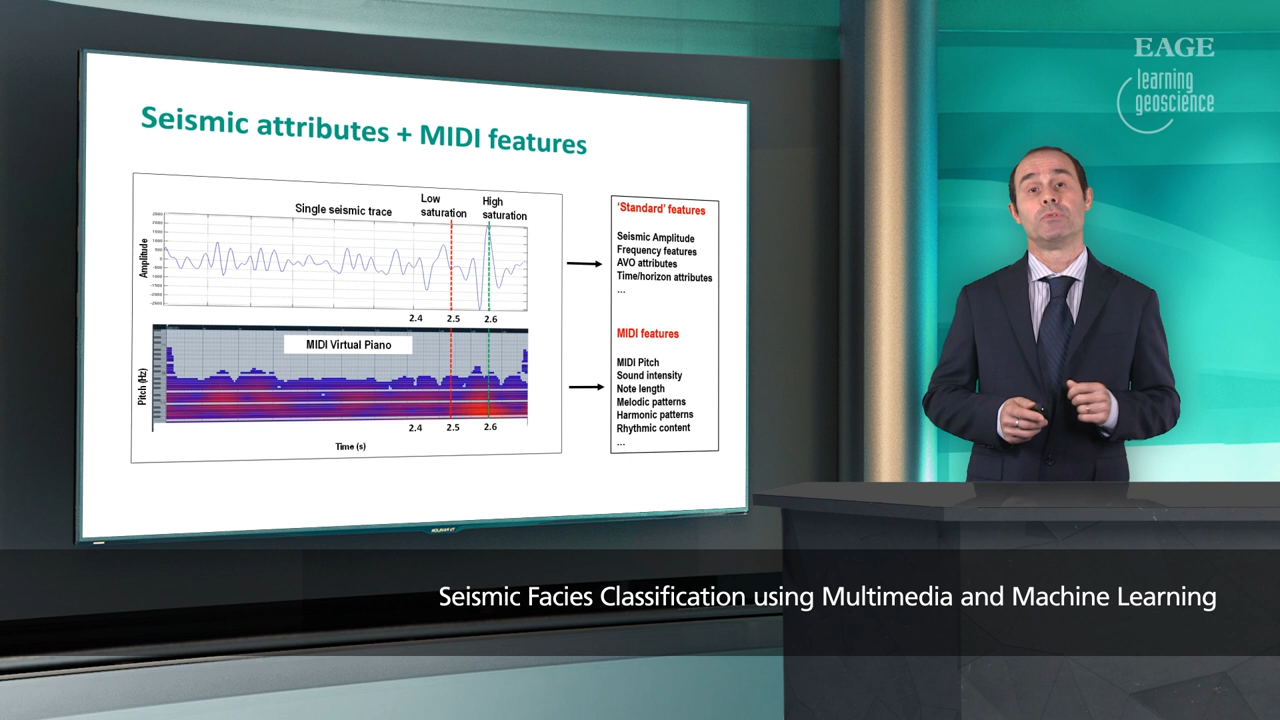 EAGE
learning
geoscience
Seismic attributes + MIDI features
Single seismic trace
Low
saturation
High
saturation
Amplitude
2.4 2.5 2.6
MIDI Virtual Piano
Pitch (Hz)
2.4 2.5 2.6
Time (s)
'Standard' features
Seismic Amplitude
Frequency features
AVO attributes
Time/horizon attributes
...
MIDI features
MIDI Pitch
Sound intensity
Note length
Melodic patterns
Harmonic patterns
Rhythmic content
...
Seismic Facies Classification using Multimedia and Machine Learning